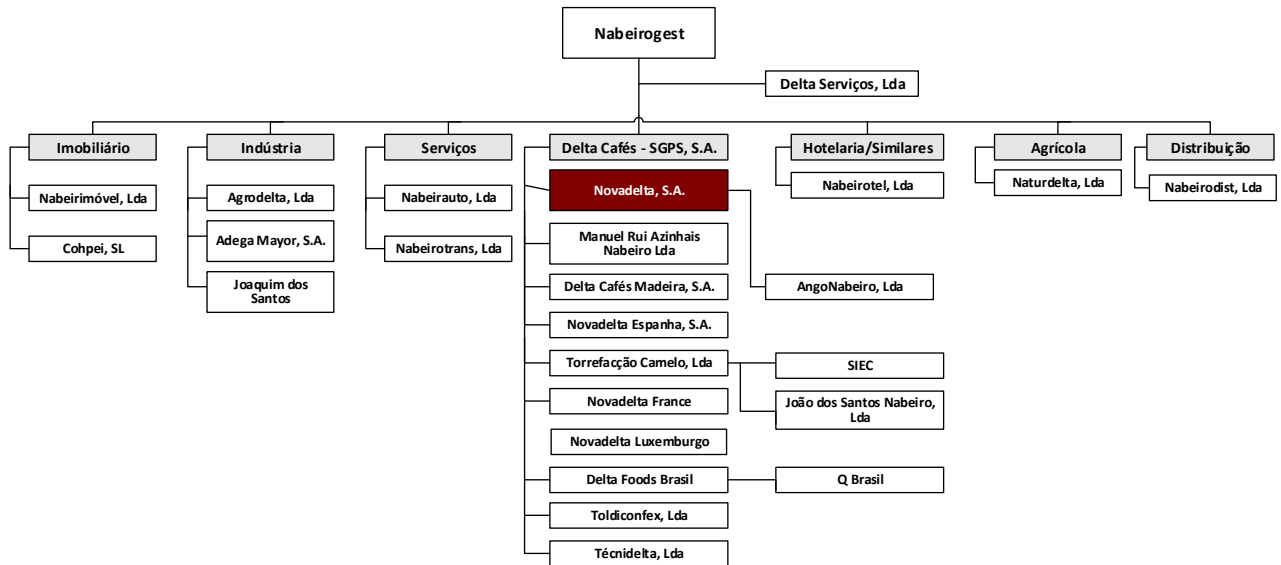 Nabeirogest
Delta Serviços, Lda
Imobiliário
Indústria
Serviços
Delta Cafés - SGPS, S.A.
Hotelaria/Similares
Agrícola
Distribuição
Nabeirimóvel, Lda
Cohpei, SL
Agrodelta, Lda
Adega Mayor, S.A.
Joaquim dos
Santos
Nabeirauto, Lda
Nabeirotrans, Lda
Novadelta, S.A.
Manuel Rui Azinhais
Nabeiro Lda
Delta Cafés Madeira, S.A.
Novadelta Espanha, S.A.
Torrefacção Camelo, Lda
Novadelta France
Novadelta Luxemburgo
Delta Foods Brasil
Toldiconfex, Lda
Técnidelta, Lda
AngoNabeiro, Lda
SIEC
João dos Santos Nabeiro,
Lda
Q Brasil
Nabeirotel, Lda
Naturdelta, Lda
Nabeirodist, Lda